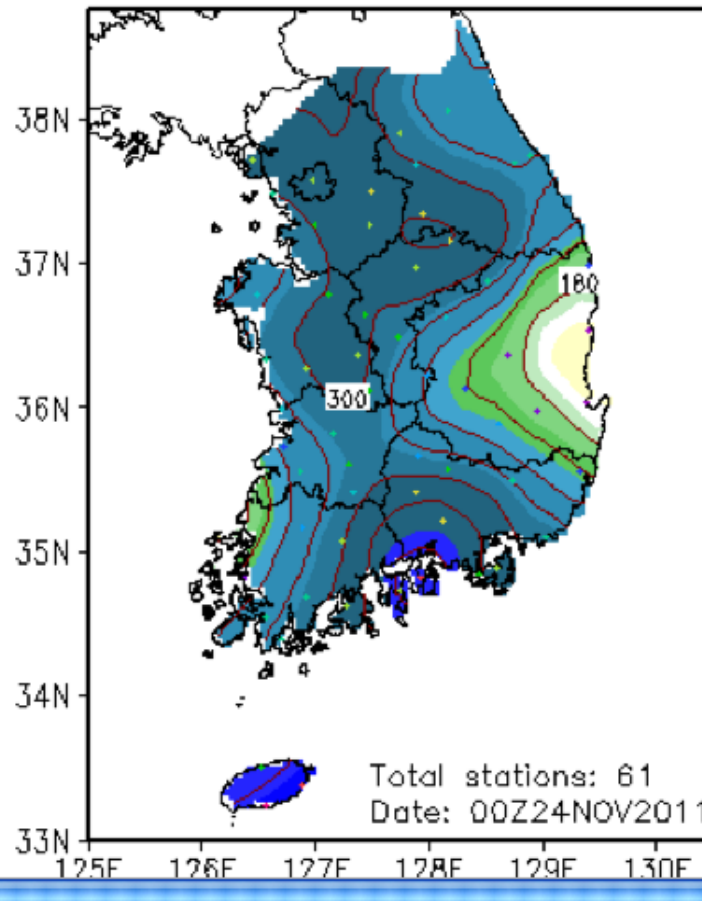 38N
37N
180
36N
300
35N
34N
Total stations: 61
Date: 00Z24NOV2011
33N
125E 126E 127E 128E 129E 130E